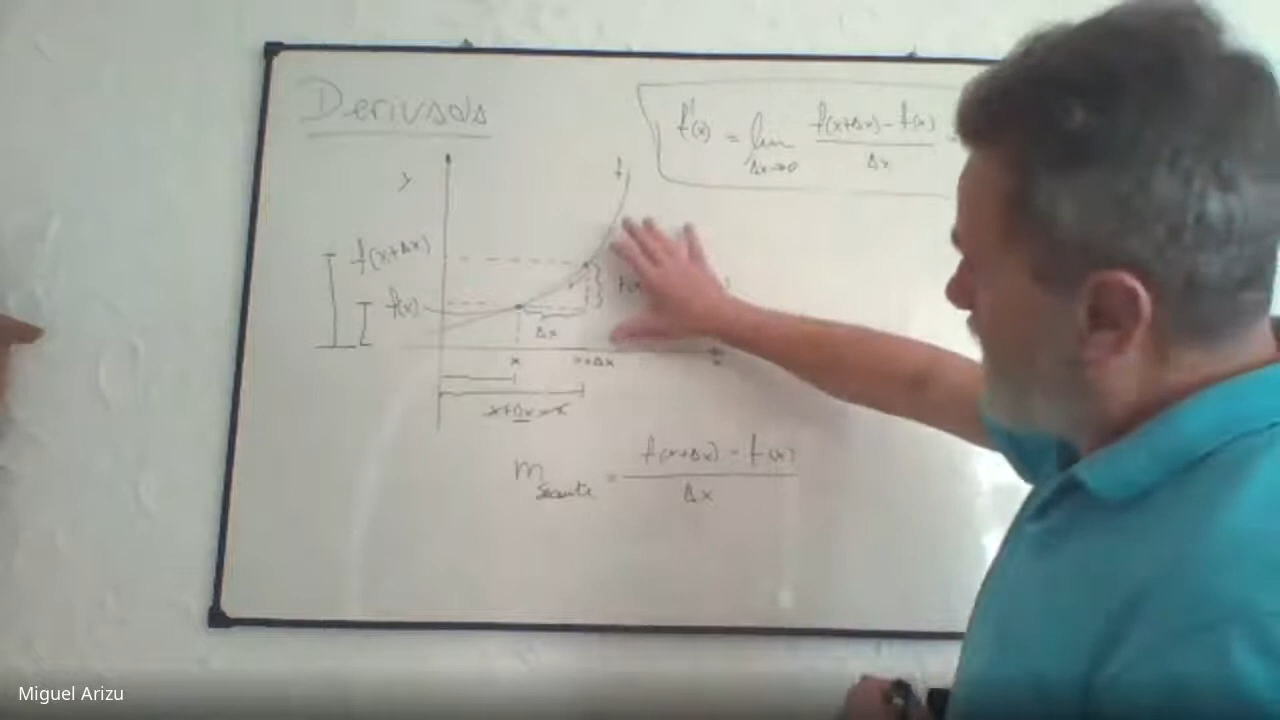 Derivada
f'(x) = lim Δx→0 f(x+Δx) - f(x) / Δx
y
f
f(x+Δx)
f(x)
Δx
x x+Δx
x+Δx-x
m secante = f(x+Δx) - f(x) / Δx
Miguel Arizu